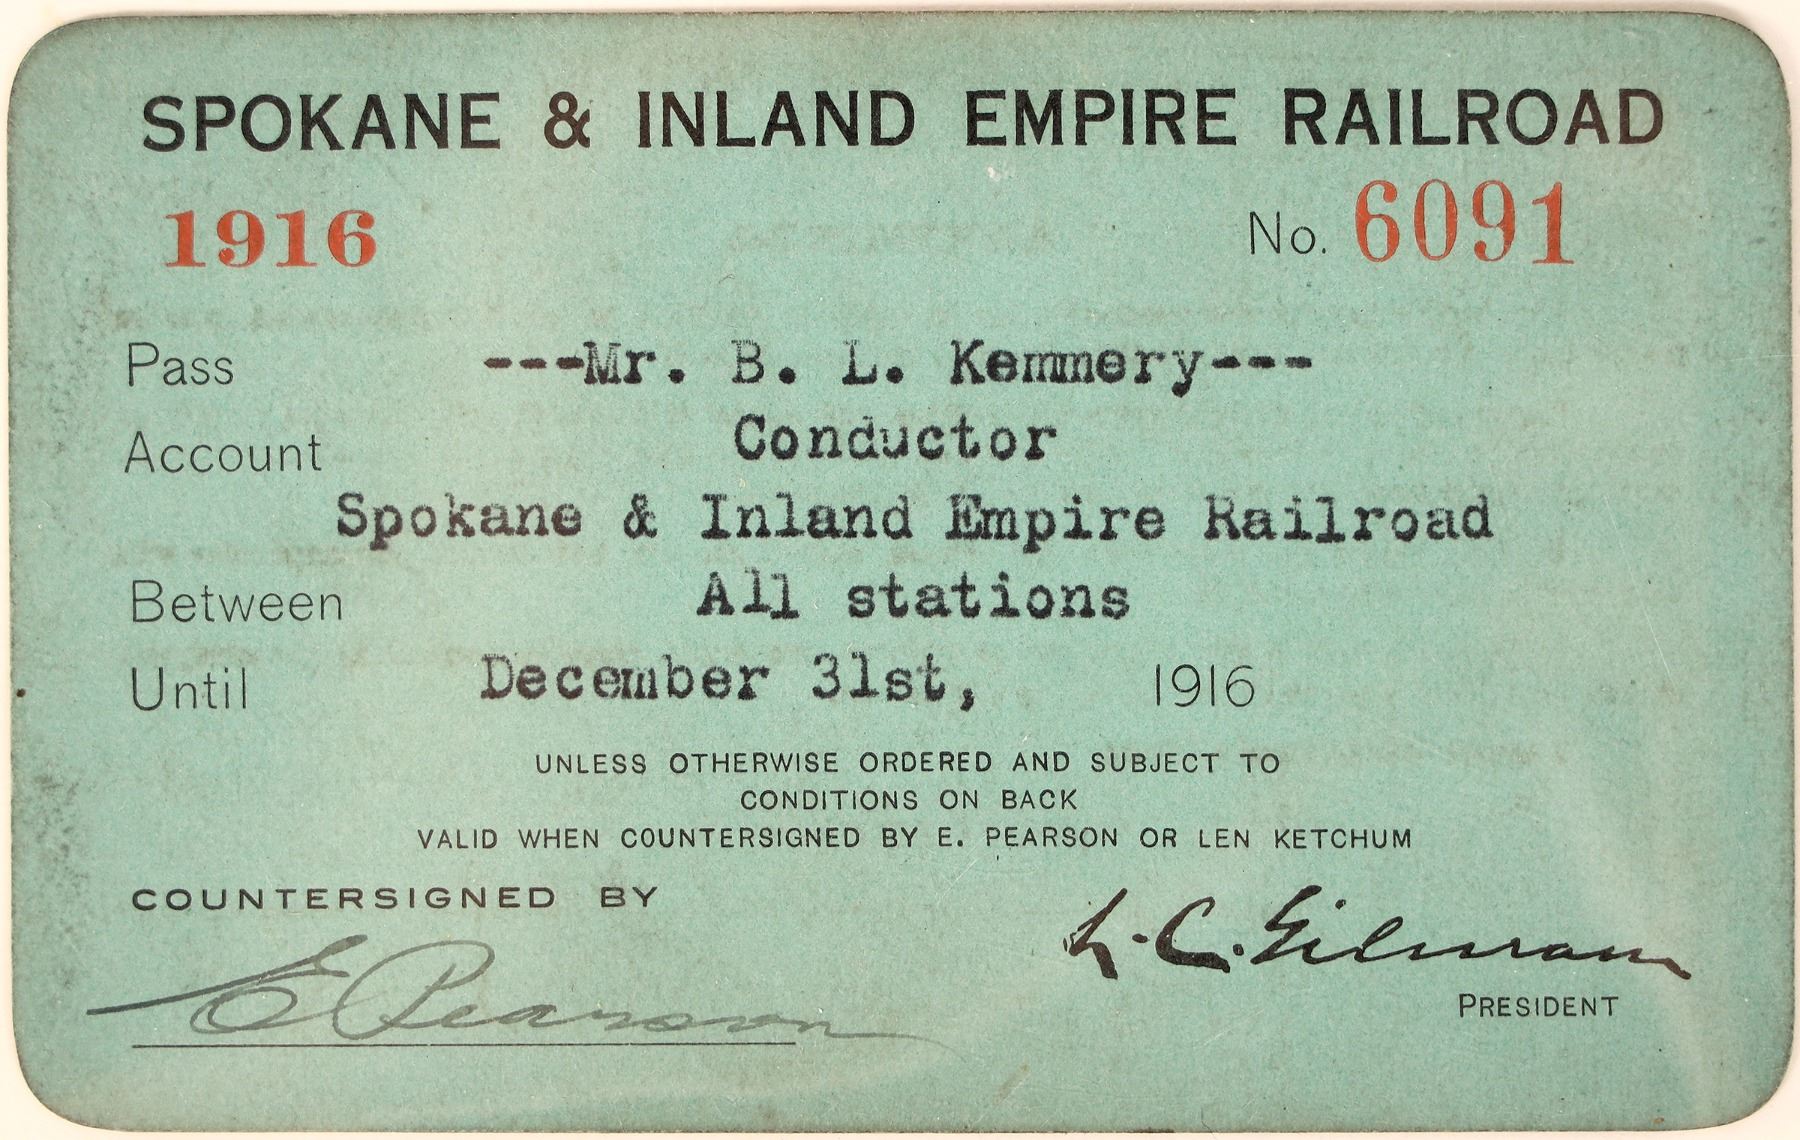 SPOKANE & INLAND EMPIRE RAILROAD
1916 No. 6091
Pass ---Mr. B. L. Kemmery---
Account Conductor
Spokane & Inland Empire Railroad
Between All stations
Until December 31st, 1916
UNLESS OTHERWISE ORDERED AND SUBJECT TO
CONDITIONS ON BACK
VALID WHEN COUNTERSIGNED BY E. PEARSON OR LEN KETCHUM
COUNTERSIGNED BY
E Pearson
L. C. Gilman
PRESIDENT